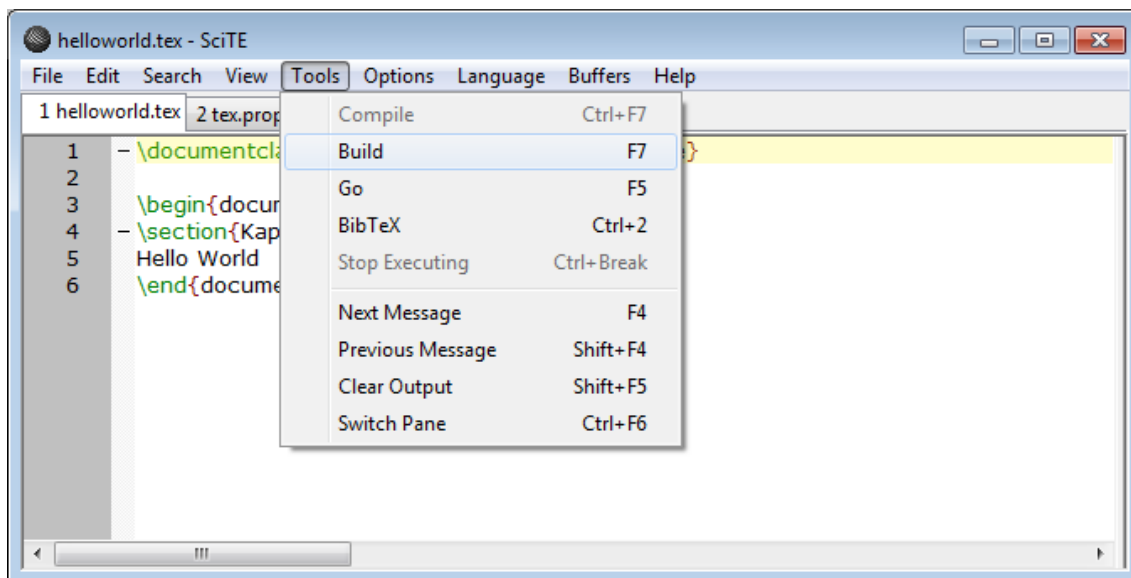 helloworld.tex - SciTE
File Edit Search View Tools Options Language Buffers Help
1 helloworld.tex 2 tex.prop
Compile Ctrl+F7
Build F7
Go F5
BibTeX Ctrl+2
Stop Executing Ctrl+Break
Next Message F4
Previous Message Shift+F4
Clear Output Shift+F5
Switch Pane Ctrl+F6
1 \documentcla }
2
3 \begin{docum
4 \section{Kap
5 Hello World
6 \end{docume